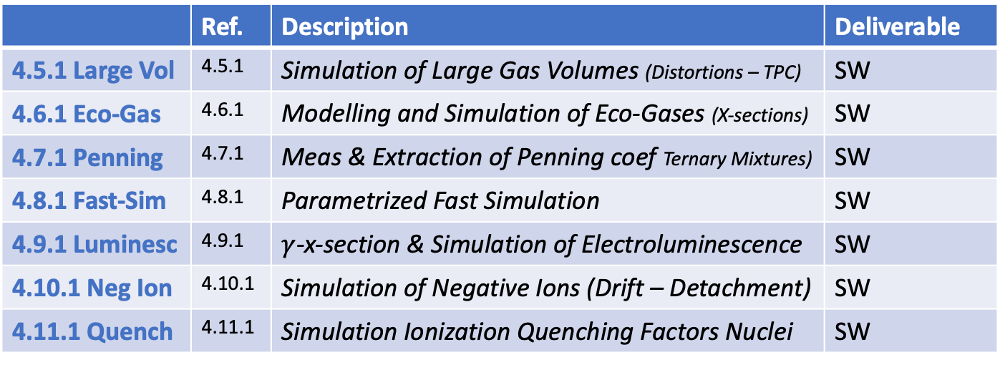 Ref. Description Deliverable
4.5.1 Large Vol 4.5.1 Simulation of Large Gas Volumes (Distortions – TPC) SW
4.6.1 Eco-Gas 4.6.1 Modelling and Simulation of Eco-Gases (X-sections) SW
4.7.1 Penning 4.7.1 Meas & Extraction of Penning coef Ternary Mixtures) SW
4.8.1 Fast-Sim 4.8.1 Parametrized Fast Simulation SW
4.9.1 Luminesc 4.9.1 γ-x-section & Simulation of Electroluminescence SW
4.10.1 Neg Ion 4.10.1 Simulation of Negative Ions (Drift – Detachment) SW
4.11.1 Quench 4.11.1 Simulation Ionization Quenching Factors Nuclei SW